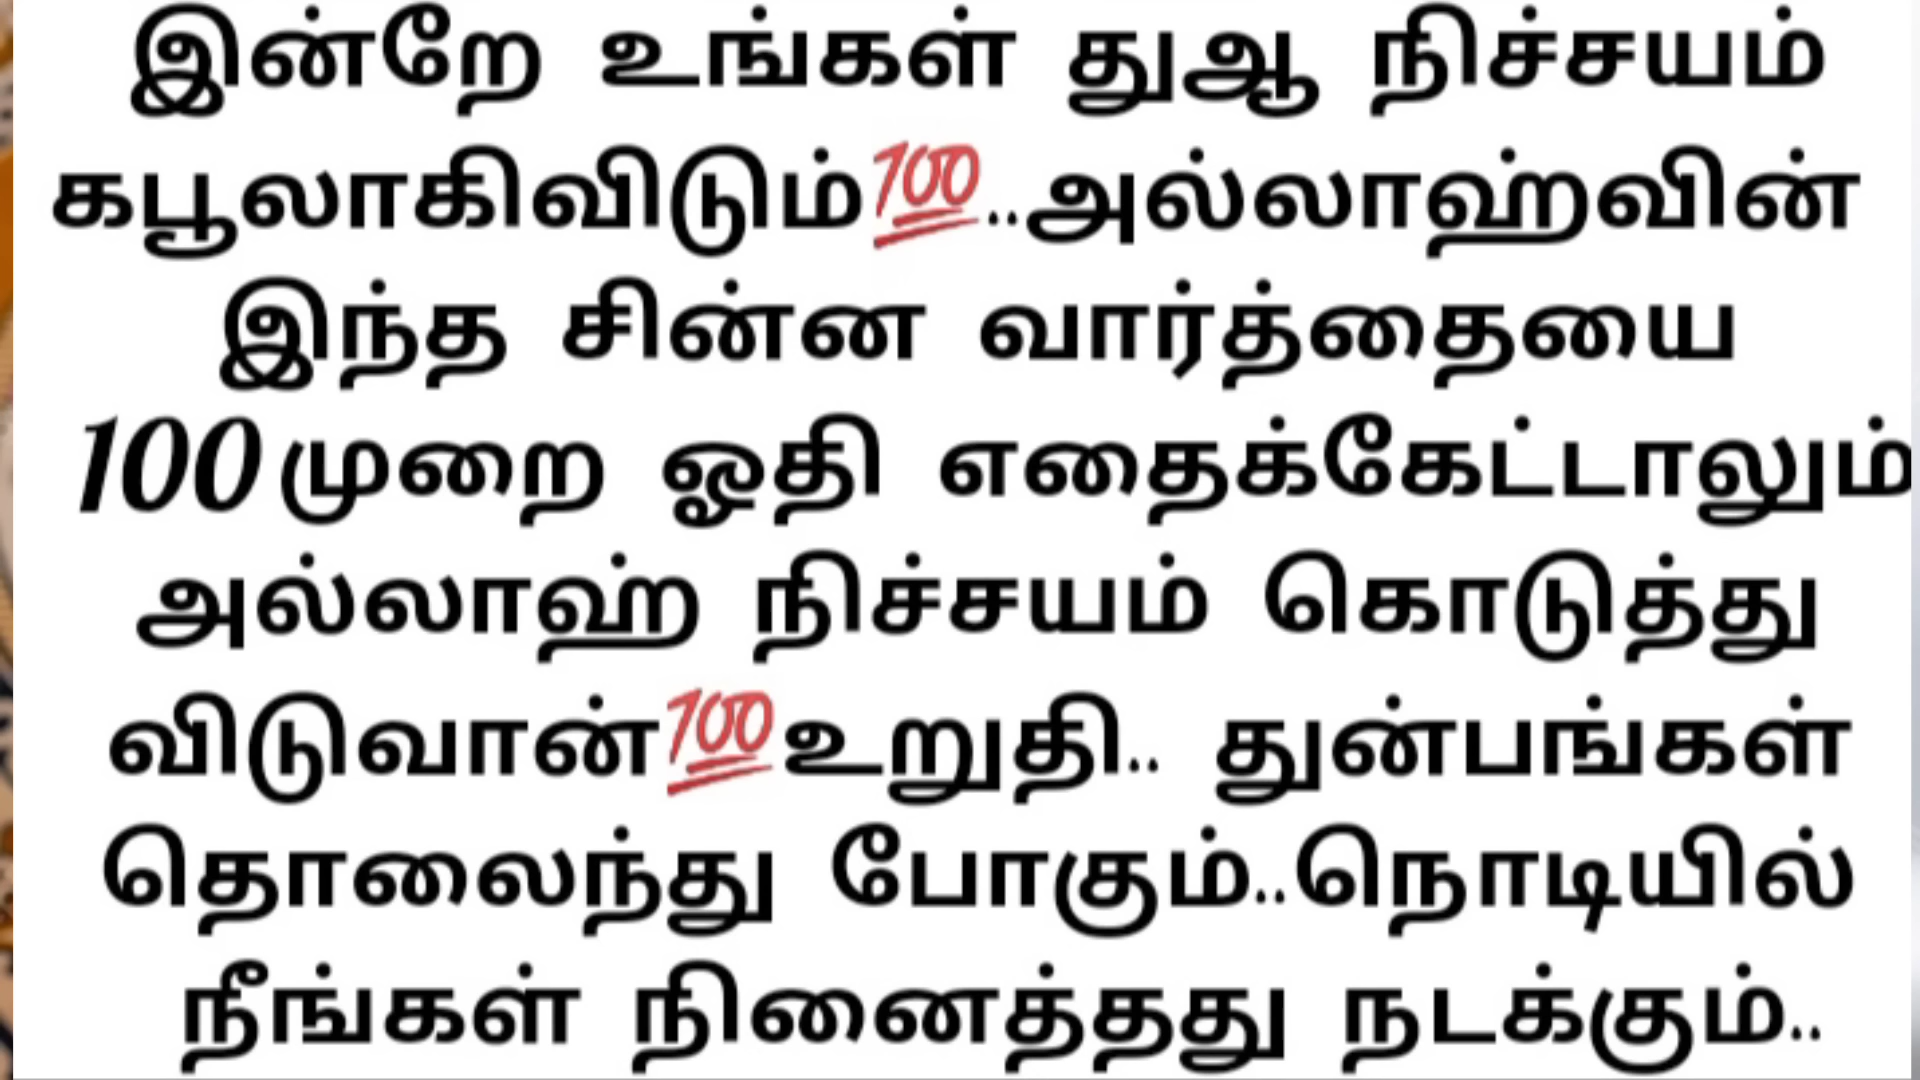 இன்றே உங்கள் துஆ நிச்சயம்
கபூலாகிவிடும்💯..அல்லாஹ்வின்
இந்த சின்ன வார்த்தையை
100 முறை ஓதி எதைக்கேட்டாலும்
அல்லாஹ் நிச்சயம் கொடுத்து
விடுவான்💯உறுதி.. துன்பங்கள்
தொலைந்து போகும்..நொடியில்
நீங்கள் நினைத்தது நடக்கும்..